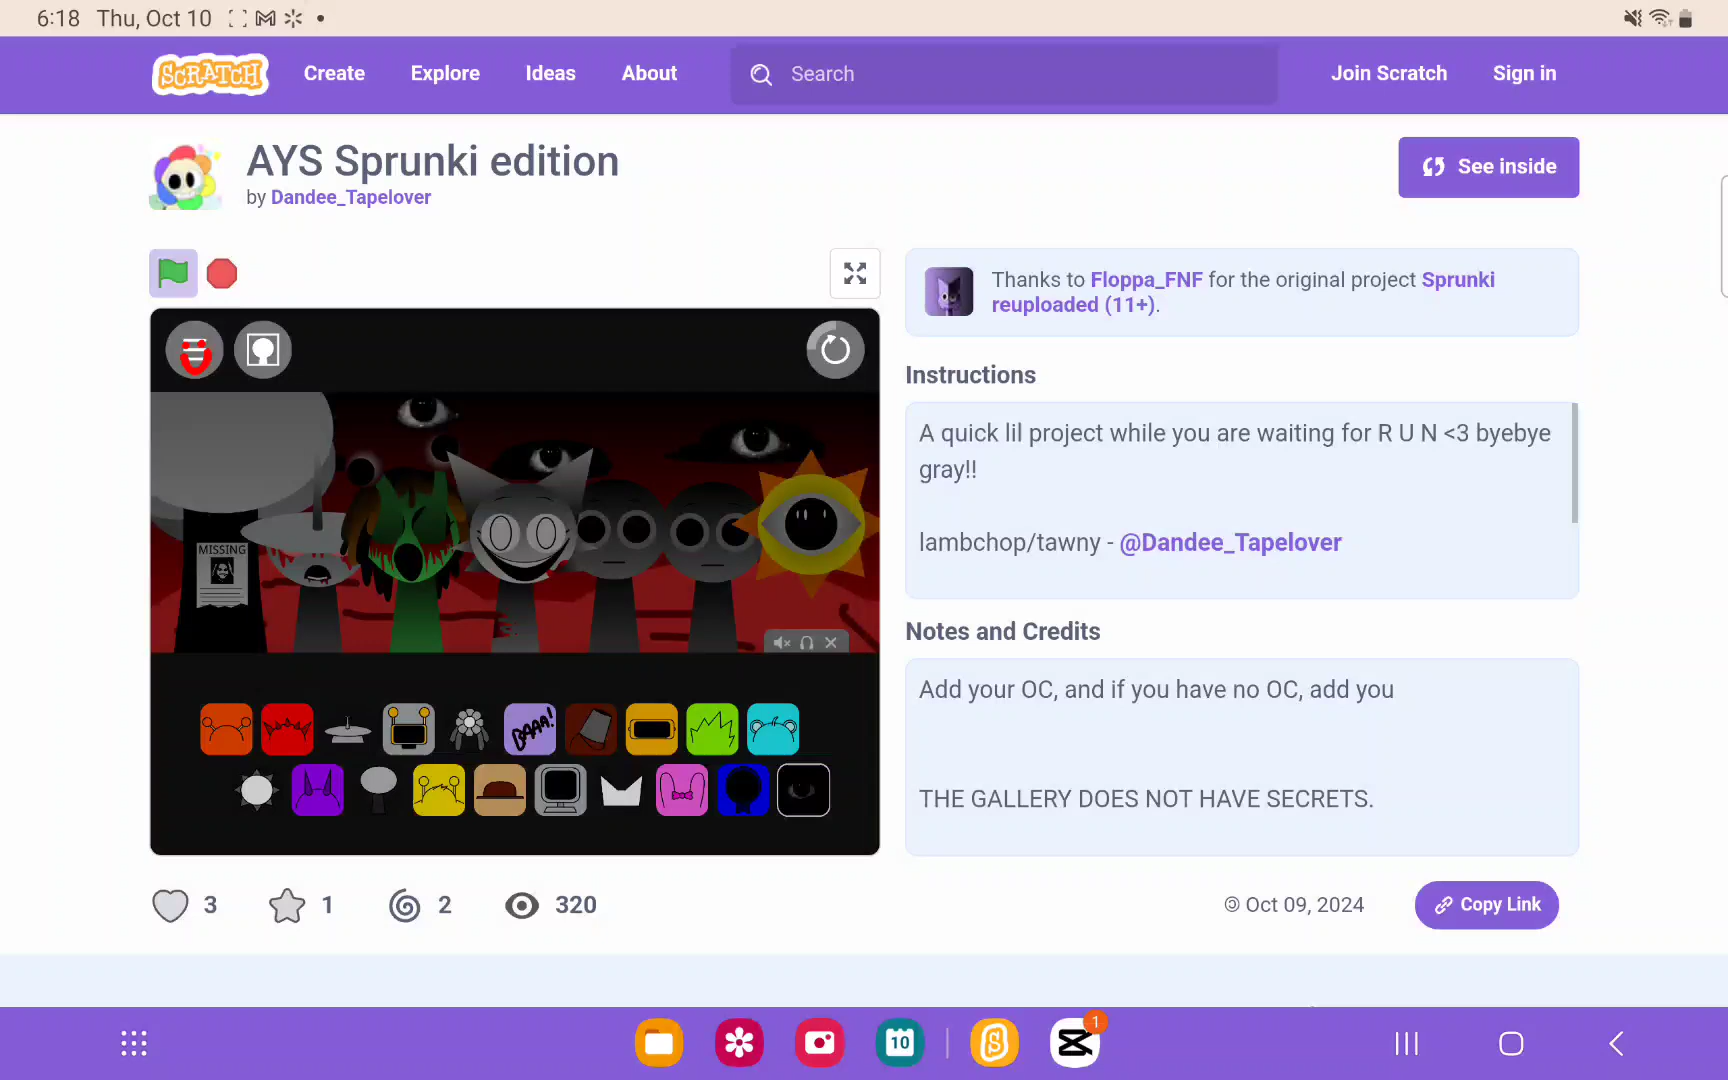 6:18 Thu, Oct 10
SCRATCH Create Explore Ideas About Search Join Scratch Sign in
AYS Sprunki edition
by Dandee_Tapelover
See inside
Thanks to Floppa_FNF for the original project Sprunki
reuploaded (11+).
Instructions
A quick lil project while you are waiting for R U N <3 byebye
gray!!
lambchop/tawny - @Dandee_Tapelover
MISSING
Notes and Credits
Add your OC, and if you have no OC, add you
THE GALLERY DOES NOT HAVE SECRETS.
BAAA!
3 1 2 320
Oct 09, 2024
Copy Link
10
1